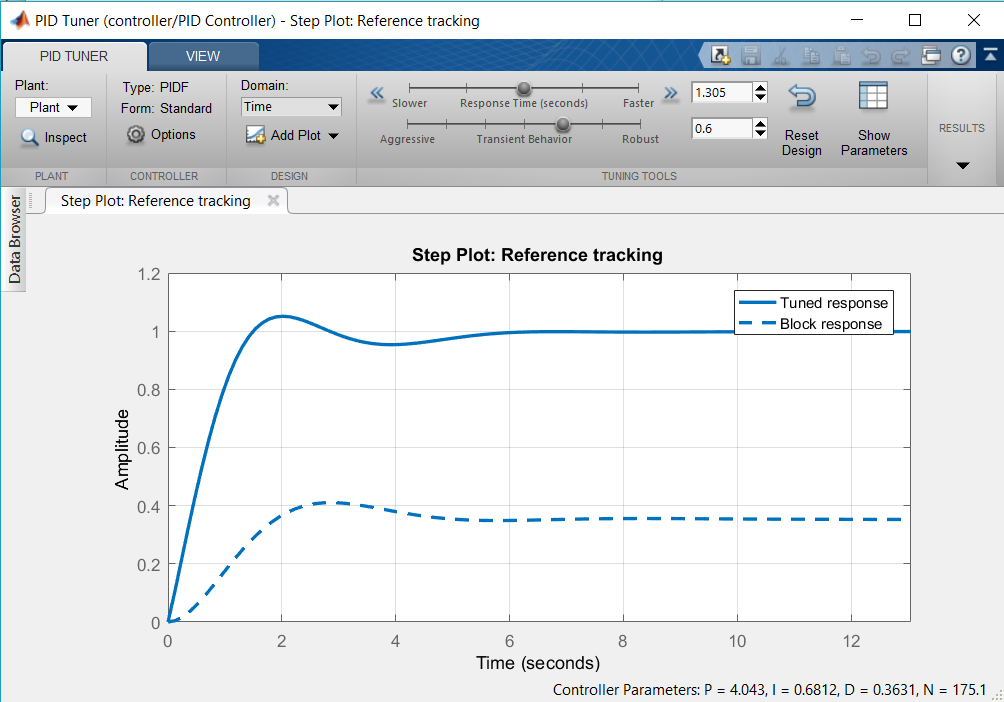 PID Tuner (controller/PID Controller) - Step Plot: Reference tracking
PID TUNER VIEW
Plant:
Plant
Inspect
PLANT
Type: PIDF
Form: Standard
Options
CONTROLLER
Domain:
Time
Add Plot
DESIGN
Slower Response Time (seconds) Faster
1.305
Aggressive Transient Behavior Robust
0.6
Reset
Design
Show
Parameters
TUNING TOOLS
RESULTS
Data Browser
Step Plot: Reference tracking
Step Plot: Reference tracking
Tuned response
Block response
Amplitude
1.2
1
0.8
0.6
0.4
0.2
0
0 2 4 6 8 10 12
Time (seconds)
Controller Parameters: P = 4.043, I = 0.6812, D = 0.3631, N = 175.1